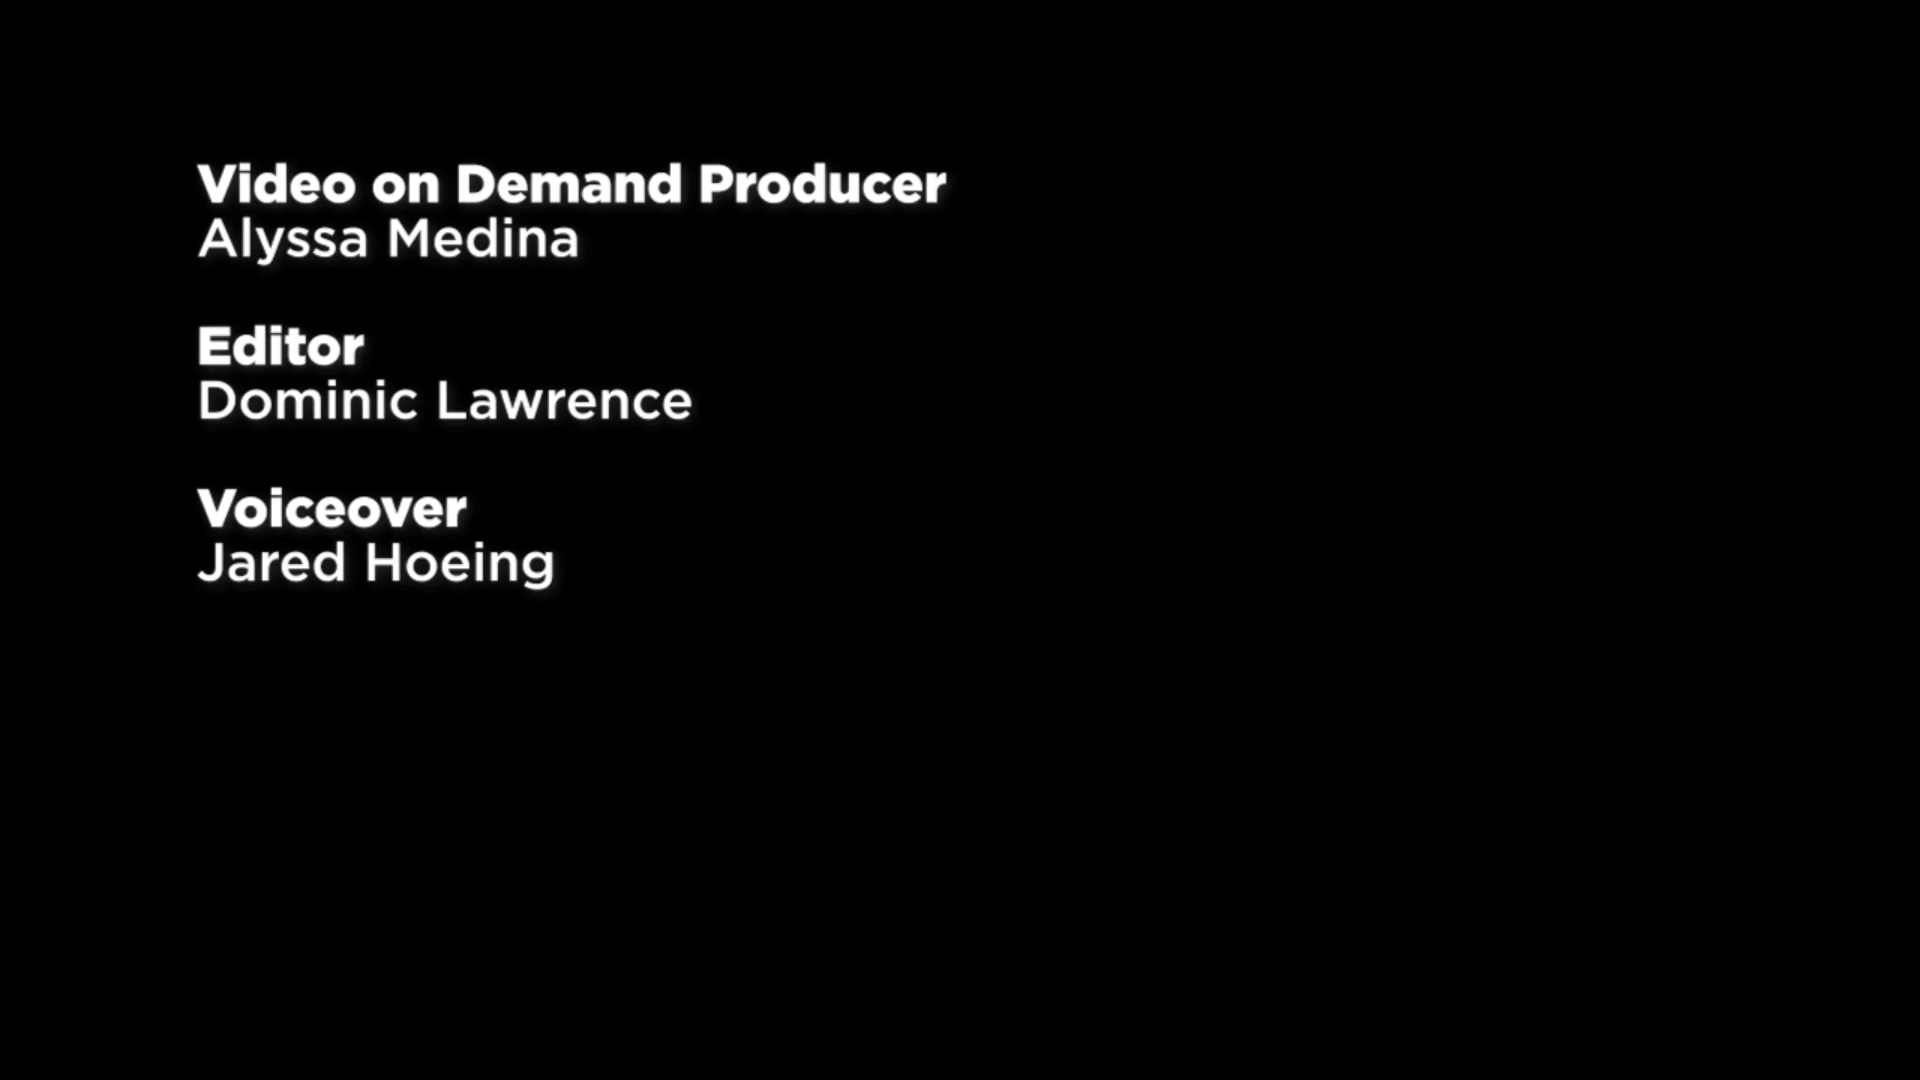 Video on Demand Producer
Alyssa Medina
Editor
Dominic Lawrence
Voiceover
Jared Hoeing